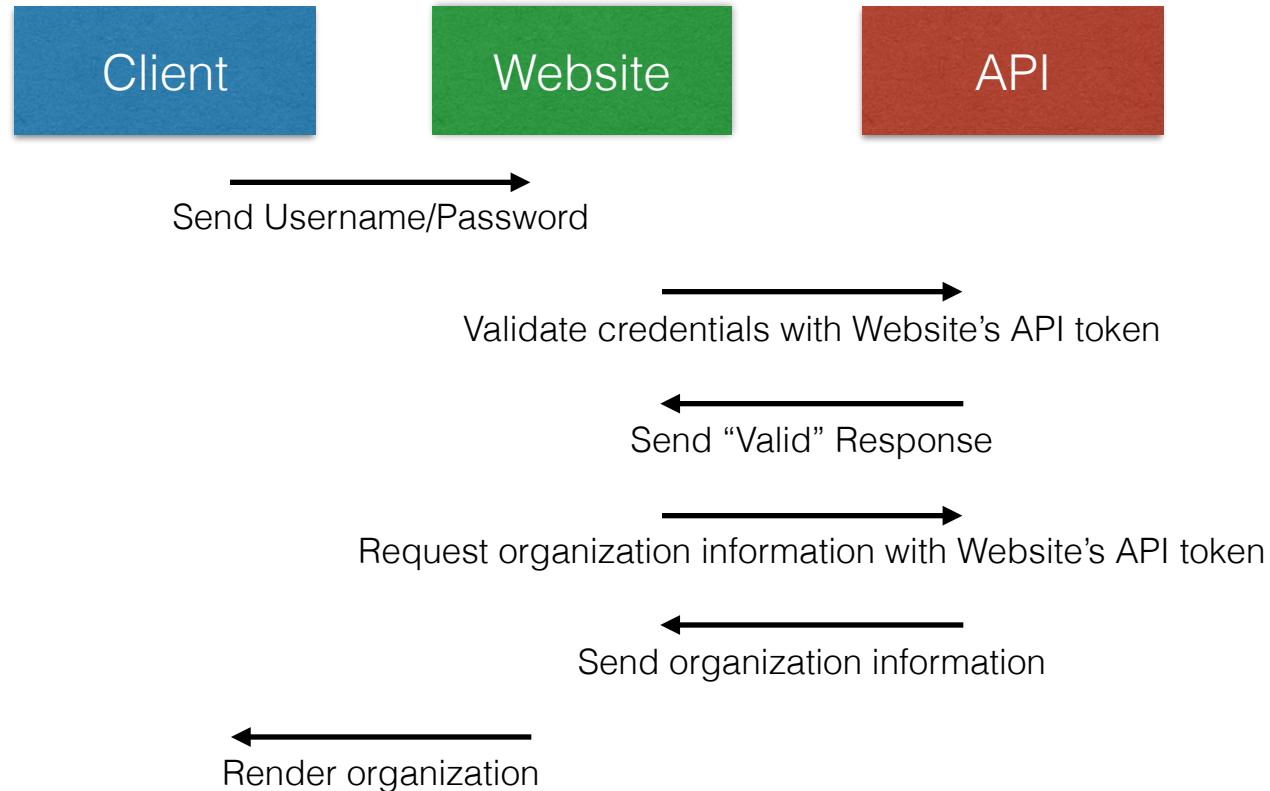 Client
Website
API
Send Username/Password
Validate credentials with Website’s API token
Send “Valid” Response
Request organization information with Website’s API token
Send organization information
Render organization